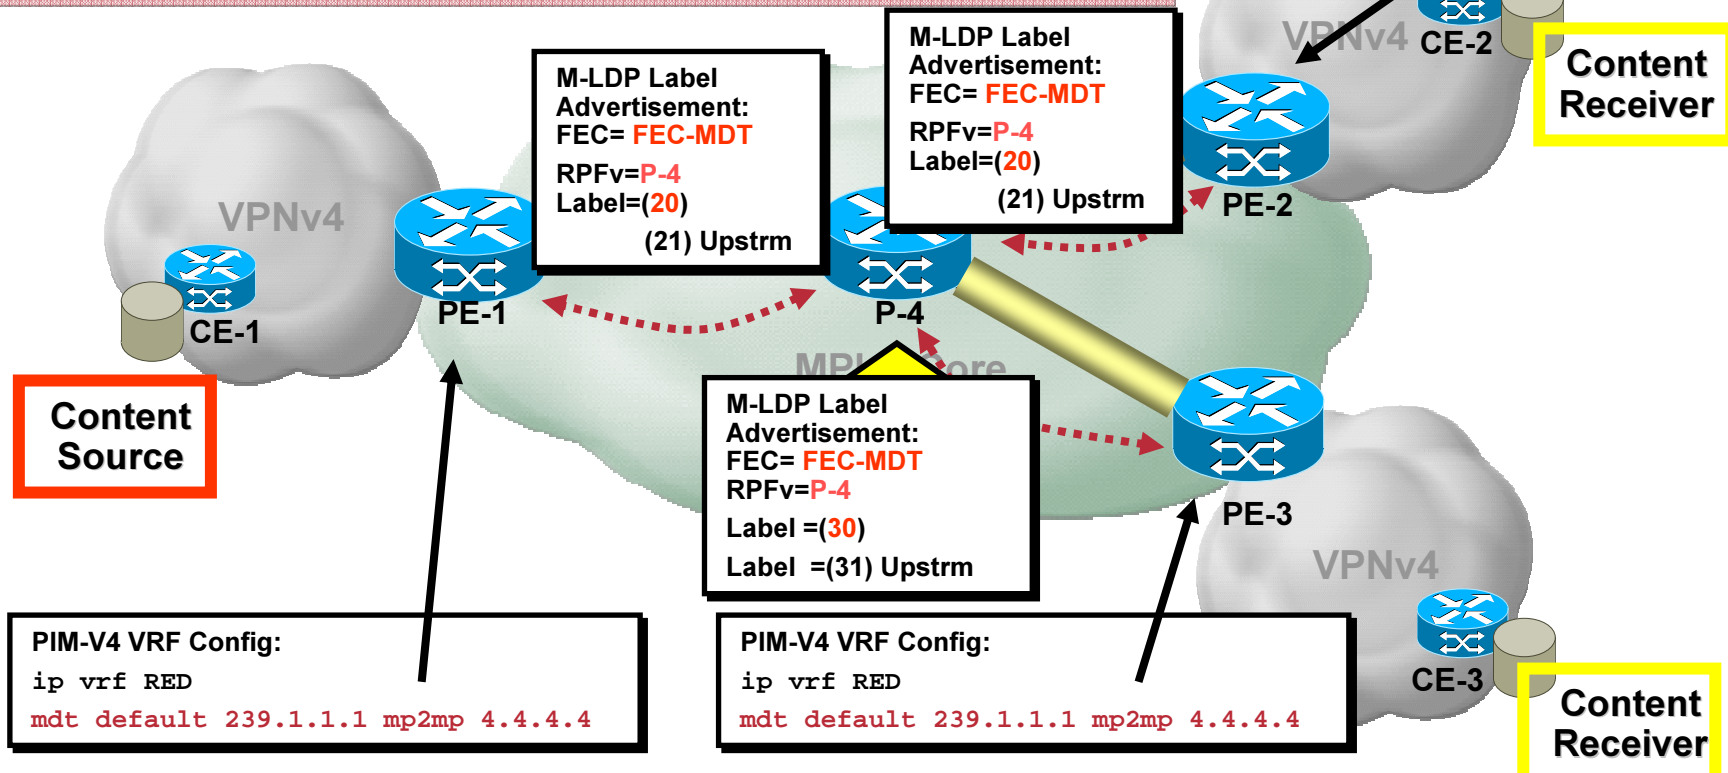 M-LDP Label
Advertisement:
FEC= FEC-MDT
RPFv=P-4
Label=(20)
(21) Upstrm
M-LDP Label
Advertisement:
FEC= FEC-MDT
RPFv=P-4
Label=(20)
(21) Upstrm
VPNv4
CE-2
Content
Receiver
PE-2
VPNv4
PE-1
CE-1
P-4
Content
Source
M-LDP Label
Advertisement:
FEC= FEC-MDT
RPFv=P-4
Label =(30)
Label =(31) Upstrm
PE-3
VPNv4
CE-3
Content
Receiver
PIM-V4 VRF Config:
ip vrf RED
mdt default 239.1.1.1 mp2mp 4.4.4.4
PIM-V4 VRF Config:
ip vrf RED
mdt default 239.1.1.1 mp2mp 4.4.4.4